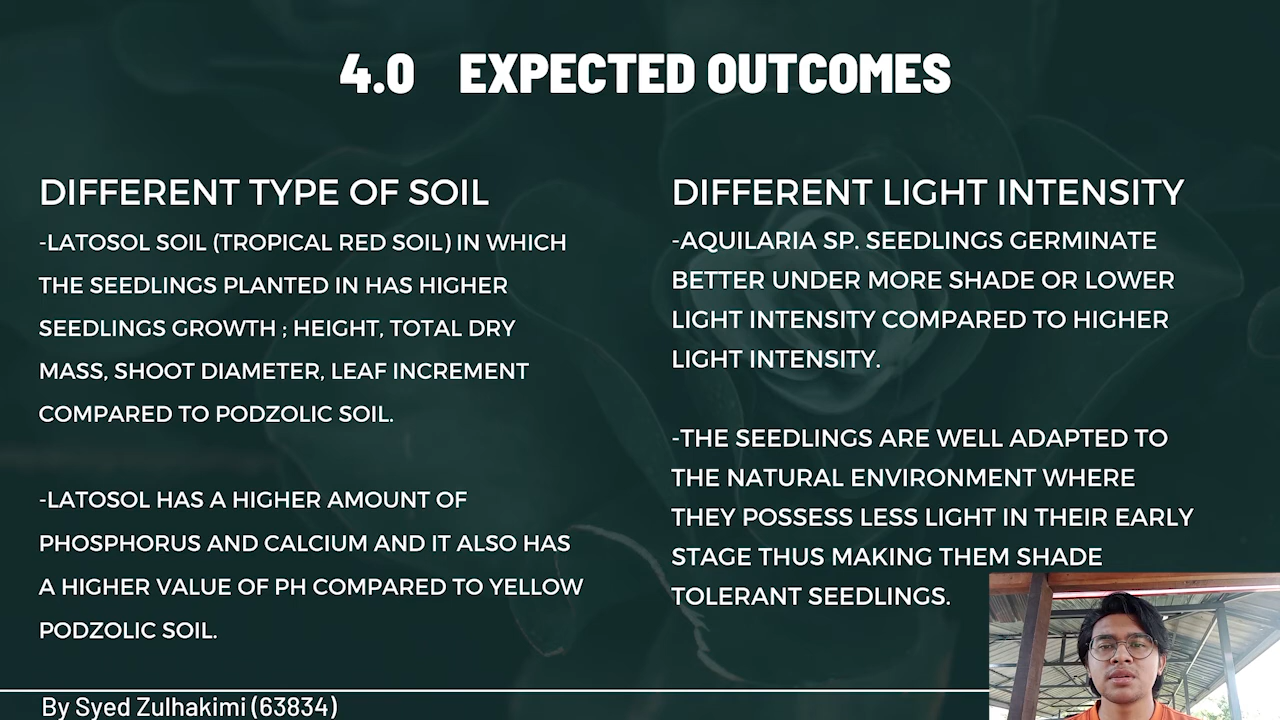 4.0 EXPECTED OUTCOMES
DIFFERENT TYPE OF SOIL
-LATOSOL SOIL (TROPICAL RED SOIL) IN WHICH
THE SEEDLINGS PLANTED IN HAS HIGHER
SEEDLINGS GROWTH ; HEIGHT, TOTAL DRY
MASS, SHOOT DIAMETER, LEAF INCREMENT
COMPARED TO PODZOLIC SOIL.
-LATOSOL HAS A HIGHER AMOUNT OF
PHOSPHORUS AND CALCIUM AND IT ALSO HAS
A HIGHER VALUE OF PH COMPARED TO YELLOW
PODZOLIC SOIL.
DIFFERENT LIGHT INTENSITY
-AQUILARIA SP. SEEDLINGS GERMINATE
BETTER UNDER MORE SHADE OR LOWER
LIGHT INTENSITY COMPARED TO HIGHER
LIGHT INTENSITY.
-THE SEEDLINGS ARE WELL ADAPTED TO
THE NATURAL ENVIRONMENT WHERE
THEY POSSESS LESS LIGHT IN THEIR EARLY
STAGE THUS MAKING THEM SHADE
TOLERANT SEEDLINGS.
By Syed Zulhakimi (63834)